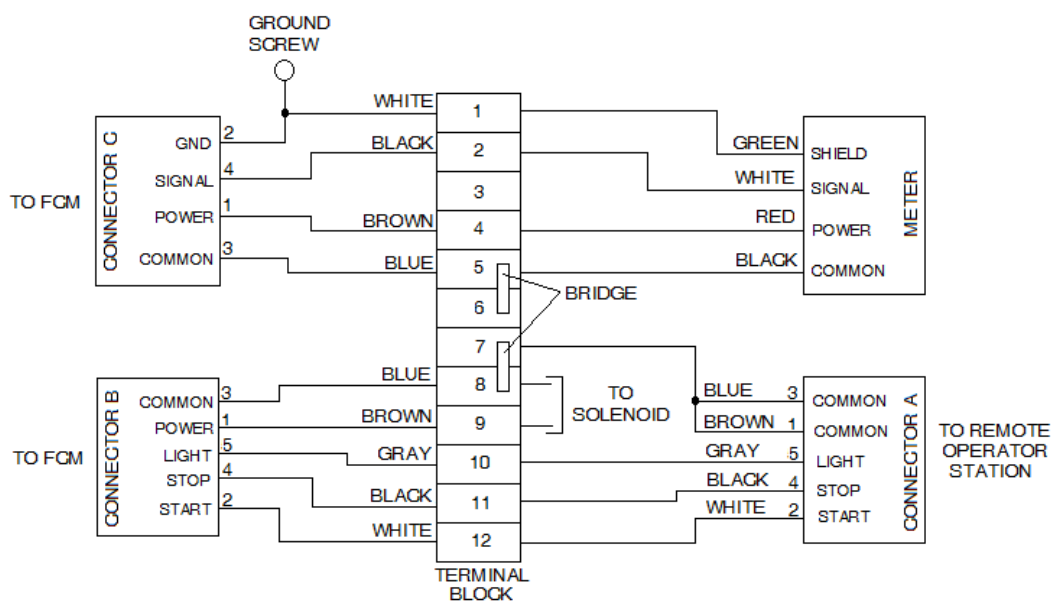 GROUND
SCREW
WHITE
1
CONNECTOR C
TO FCM
GND
2
SIGNAL
4
POWER
1
COMMON
3
BLACK
2
3
BROWN
4
BLUE
5
6
BRIDGE
GREEN
SHIELD
WHITE
SIGNAL
RED
POWER
BLACK
COMMON
METER
7
CONNECTOR B
TO FCM
COMMON
3
POWER
1
LIGHT
5
STOP
4
START
2
BLUE
8
BROWN
9
GRAY
10
BLACK
11
WHITE
12
TERMINAL
BLOCK
TO
SOLENOID
BLUE
3
COMMON
BROWN
1
COMMON
GRAY
5
LIGHT
BLACK
4
STOP
WHITE
2
START
CONNECTOR A
TO REMOTE
OPERATOR
STATION